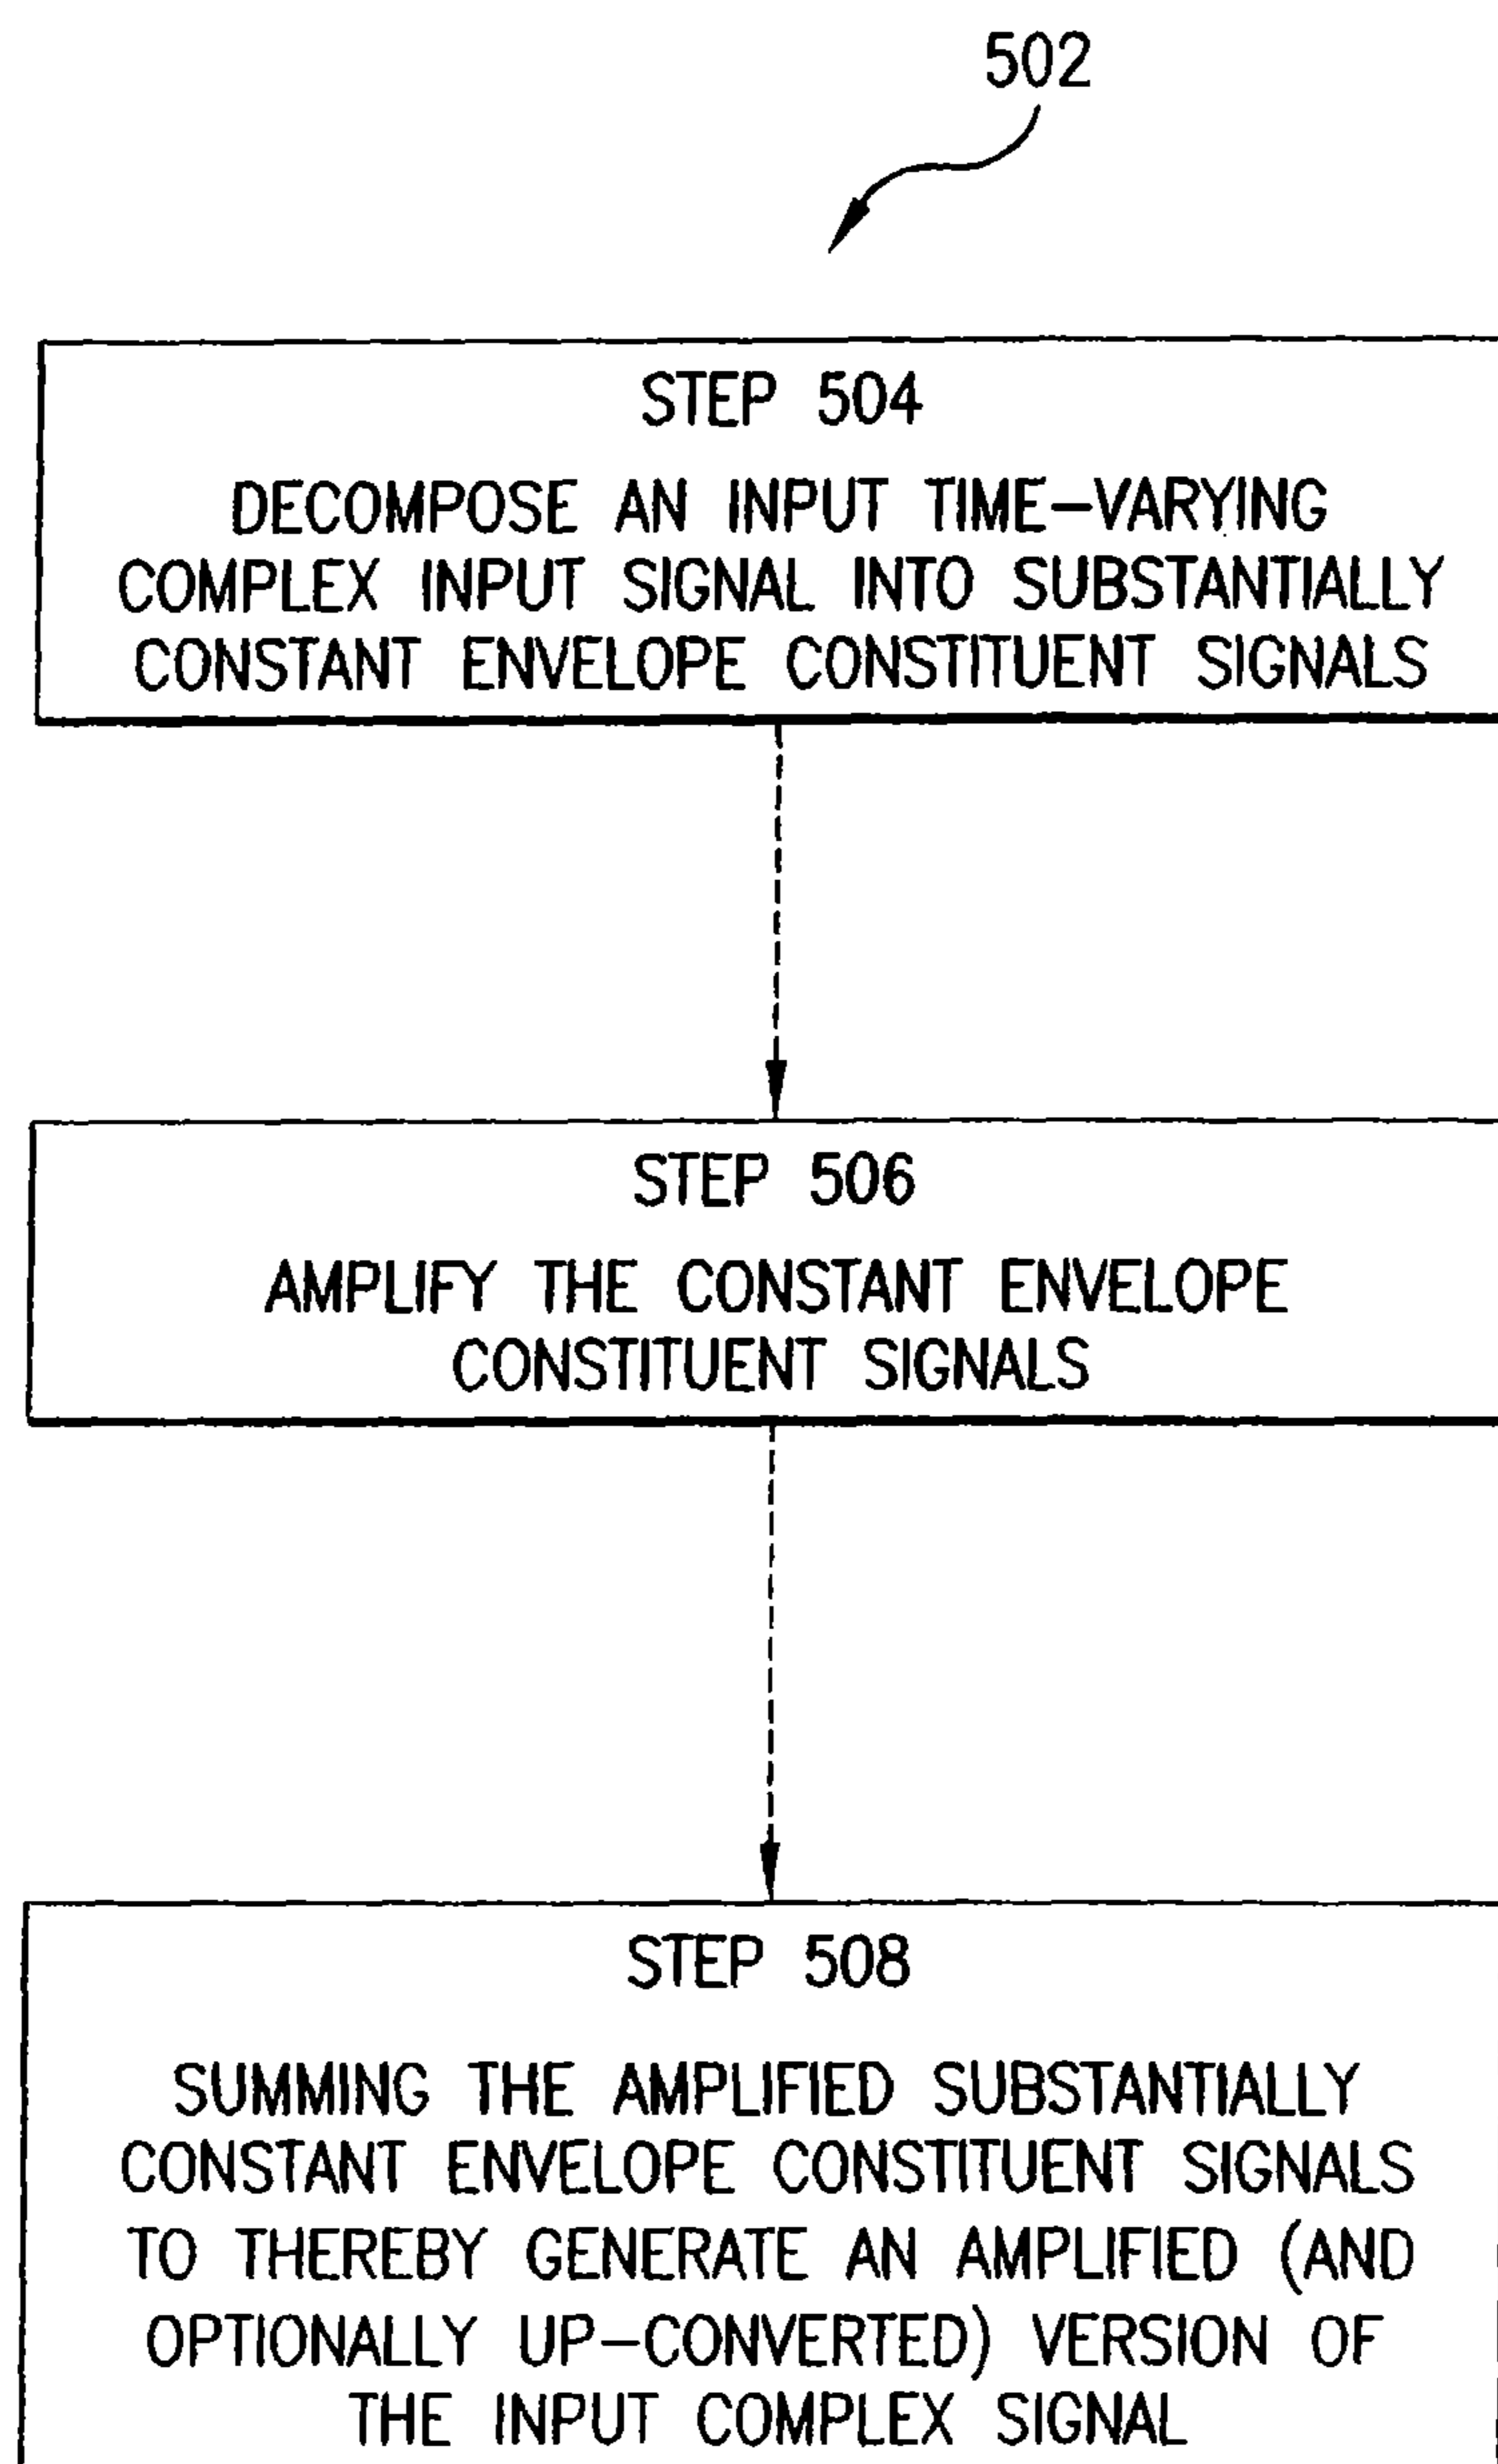 502
STEP 504
DECOMPOSE AN INPUT TIME-VARYING
COMPLEX INPUT SIGNAL INTO SUBSTANTIALLY
CONSTANT ENVELOPE CONSTITUENT SIGNALS
STEP 506
AMPLIFY THE CONSTANT ENVELOPE
CONSTITUENT SIGNALS
STEP 508
SUMMING THE AMPLIFIED SUBSTANTIALLY
CONSTANT ENVELOPE CONSTITUENT SIGNALS
TO THEREBY GENERATE AN AMPLIFIED (AND
OPTIONALLY UP-CONVERTED) VERSION OF
THE INPUT COMPLEX SIGNAL